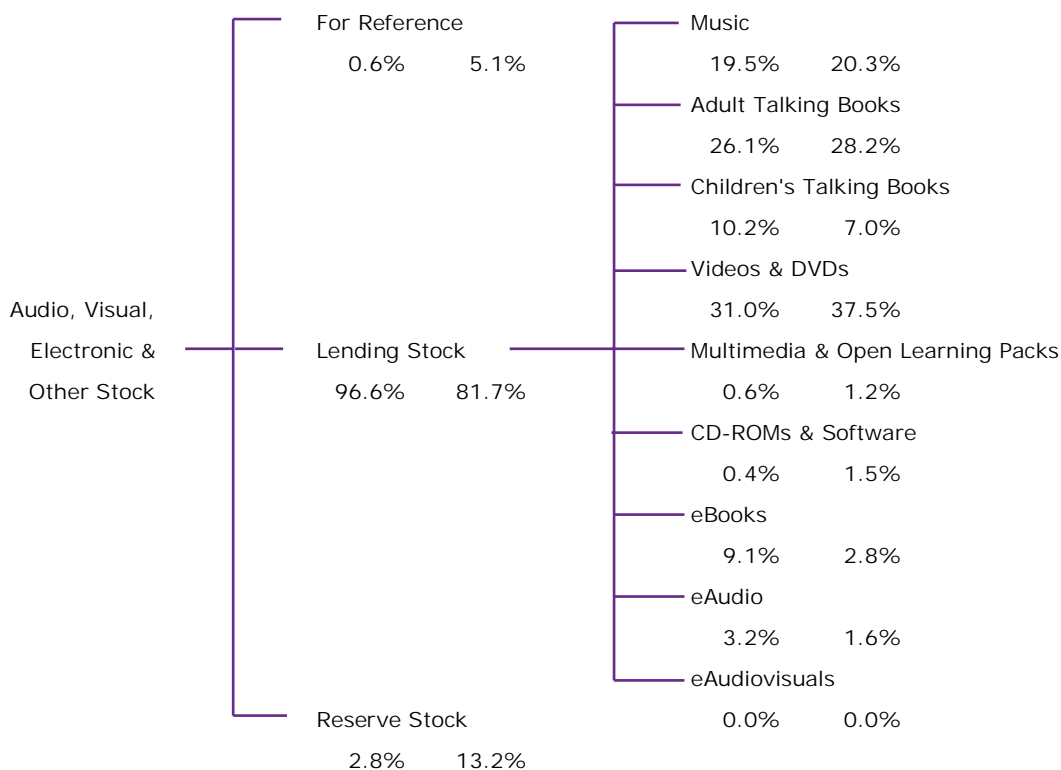 For Reference
0.6% 5.1%
Audio, Visual,
Electronic &
Other Stock
Lending Stock
96.6% 81.7%
Reserve Stock
2.8% 13.2%
Music
19.5% 20.3%
Adult Talking Books
26.1% 28.2%
Children's Talking Books
10.2% 7.0%
Videos & DVDs
31.0% 37.5%
Multimedia & Open Learning Packs
0.6% 1.2%
CD-ROMs & Software
0.4% 1.5%
eBooks
9.1% 2.8%
eAudio
3.2% 1.6%
eAudiovisuals
0.0% 0.0%